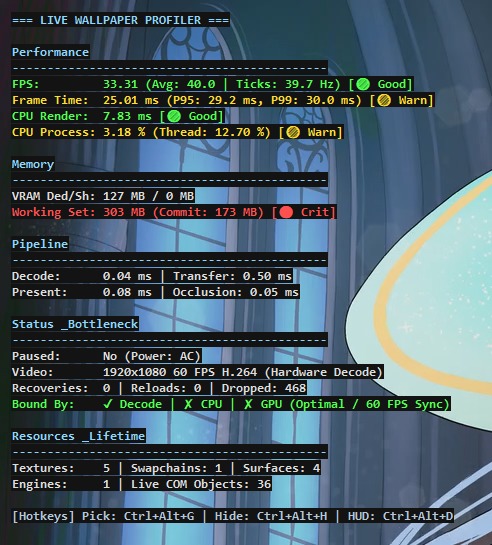 === LIVE WALLPAPER PROFILER ===
Performance
----------------------------------------
FPS: 33.31 (Avg: 40.0 | Ticks: 39.7 Hz) [ Good]
Frame Time: 25.01 ms (P95: 29.2 ms, P99: 30.0 ms) [ Warn]
CPU Render: 7.83 ms [ Good]
CPU Process: 3.18 % (Thread: 12.70 %) [ Warn]
Memory
----------------------------------------
VRAM Ded/Sh: 127 MB / 0 MB
Working Set: 303 MB (Commit: 173 MB) [ Crit]
Pipeline
----------------------------------------
Decode: 0.04 ms | Transfer: 0.50 ms
Present: 0.08 ms | Occlusion: 0.05 ms
Status _Bottleneck
----------------------------------------
Paused: No (Power: AC)
Video: 1920x1080 60 FPS H.264 (Hardware Decode)
Recoveries: 0 | Reloads: 0 | Dropped: 468
Bound By: ✓ Decode | ✗ CPU | ✗ GPU (Optimal / 60 FPS Sync)
Resources _Lifetime
----------------------------------------
Textures: 5 | Swapchains: 1 | Surfaces: 4
Engines: 1 | Live COM Objects: 36
[Hotkeys] Pick: Ctrl+Alt+G | Hide: Ctrl+Alt+H | HUD: Ctrl+Alt+D